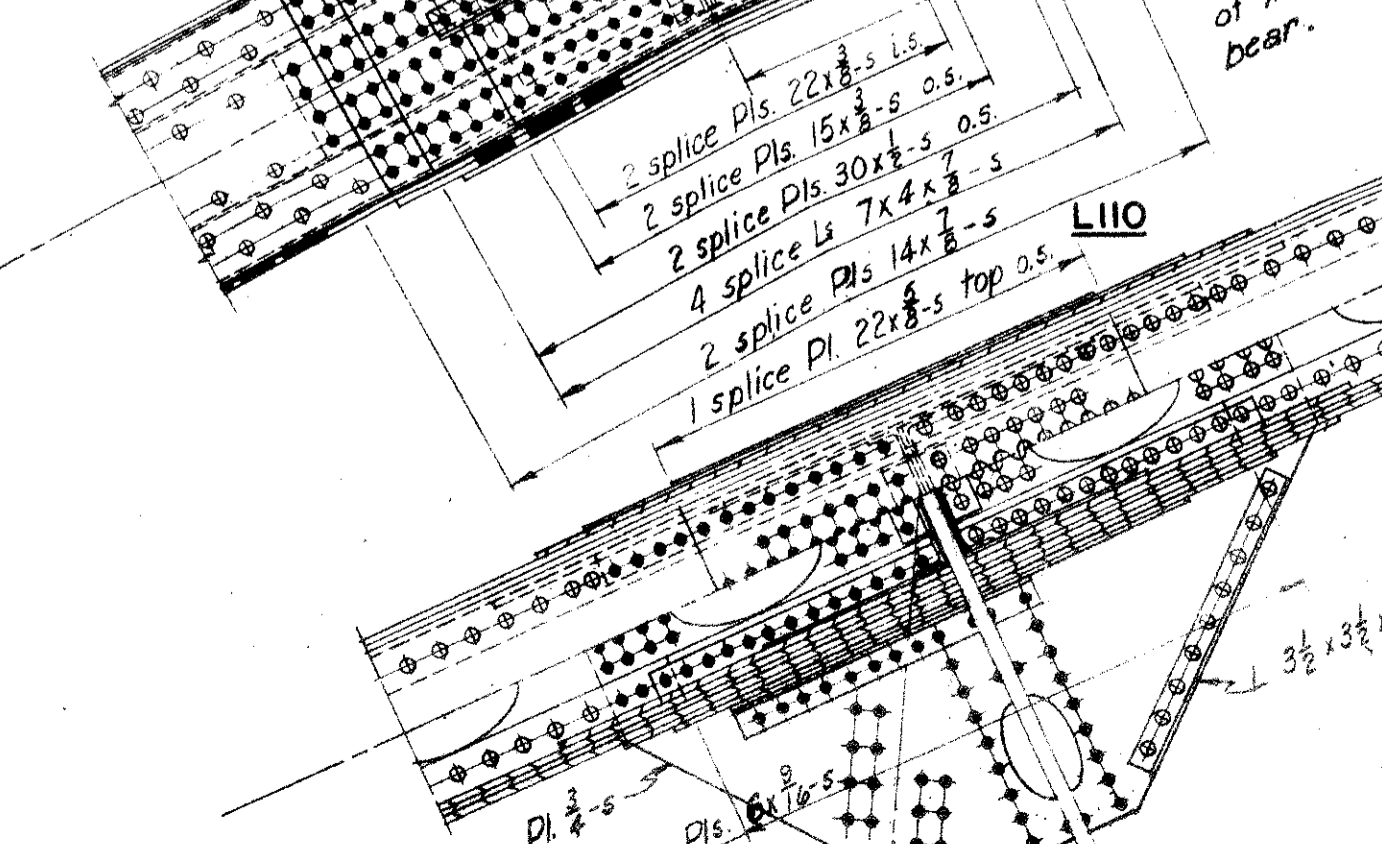 of
bear.
2 splice Pls. 22x3/8-s i.s.
2 splice Pls. 15x3/8-s o.s.
2 splice Pls. 30x1/2-s o.s.
4 splice Ls 7x4x7/8-s
2 splice Pls 14x7/8-s
1 splice Pl. 22x5/8-s top o.s.
L110
3 1/2 x 3 1/2 x
Pl. 3/4-s
Pls. 6x9/16-s